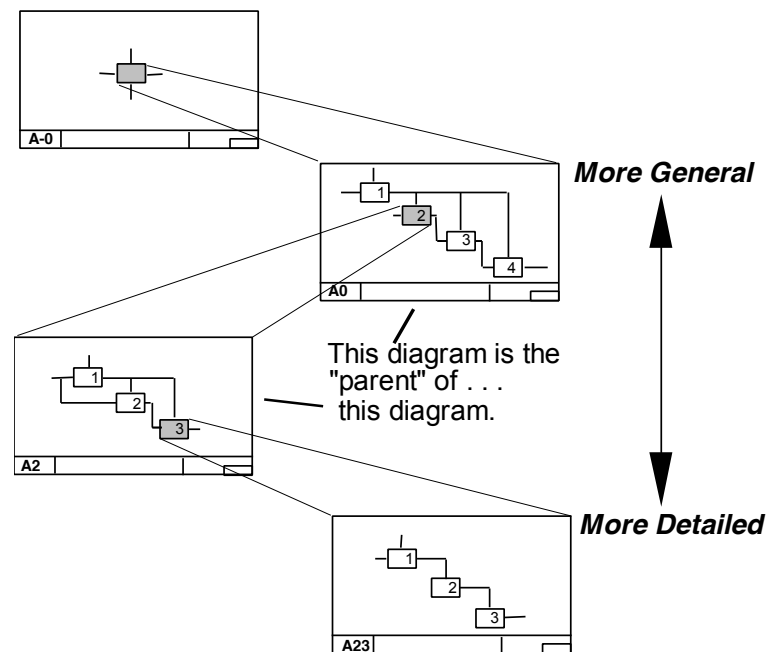 A-0
More General
1
2
3
4
A0
This diagram is the
"parent" of . . .
this diagram.
1
2
3
A2
More Detailed
1
2
3
A23